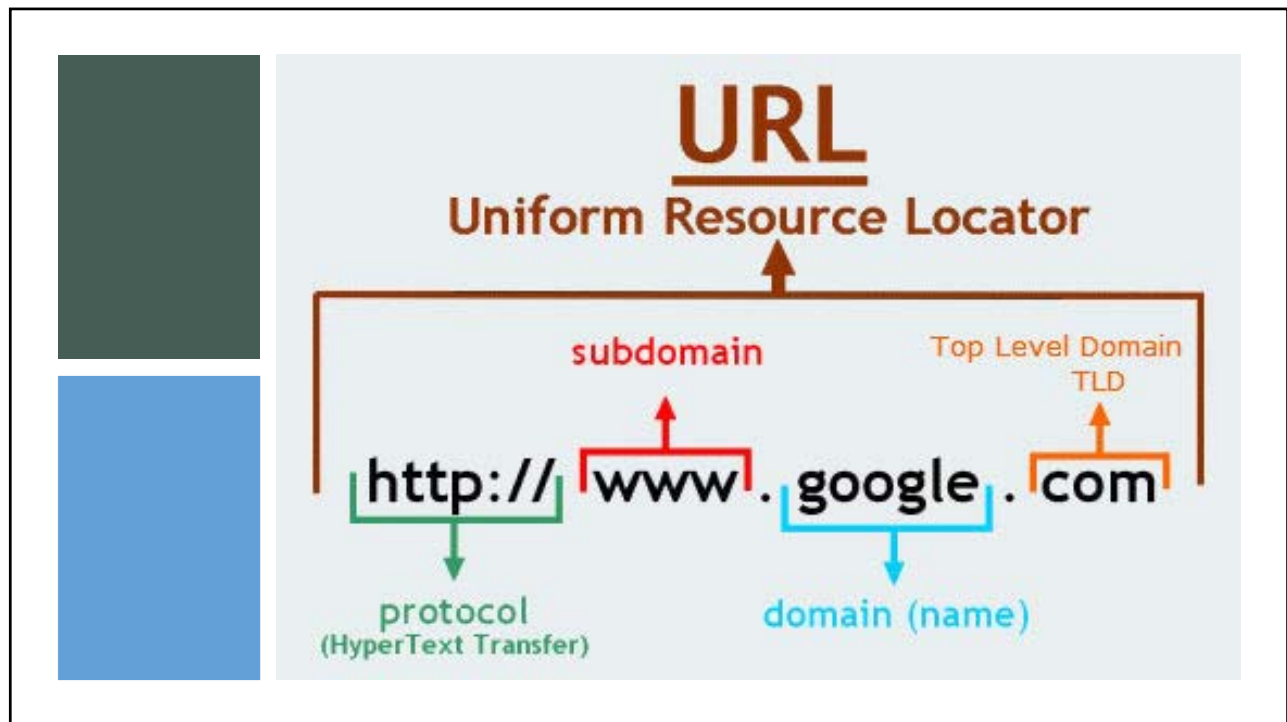 URL
Uniform Resource Locator
subdomain
Top Level Domain
TLD
http:// www . google . com
protocol
(HyperText Transfer)
domain (name)